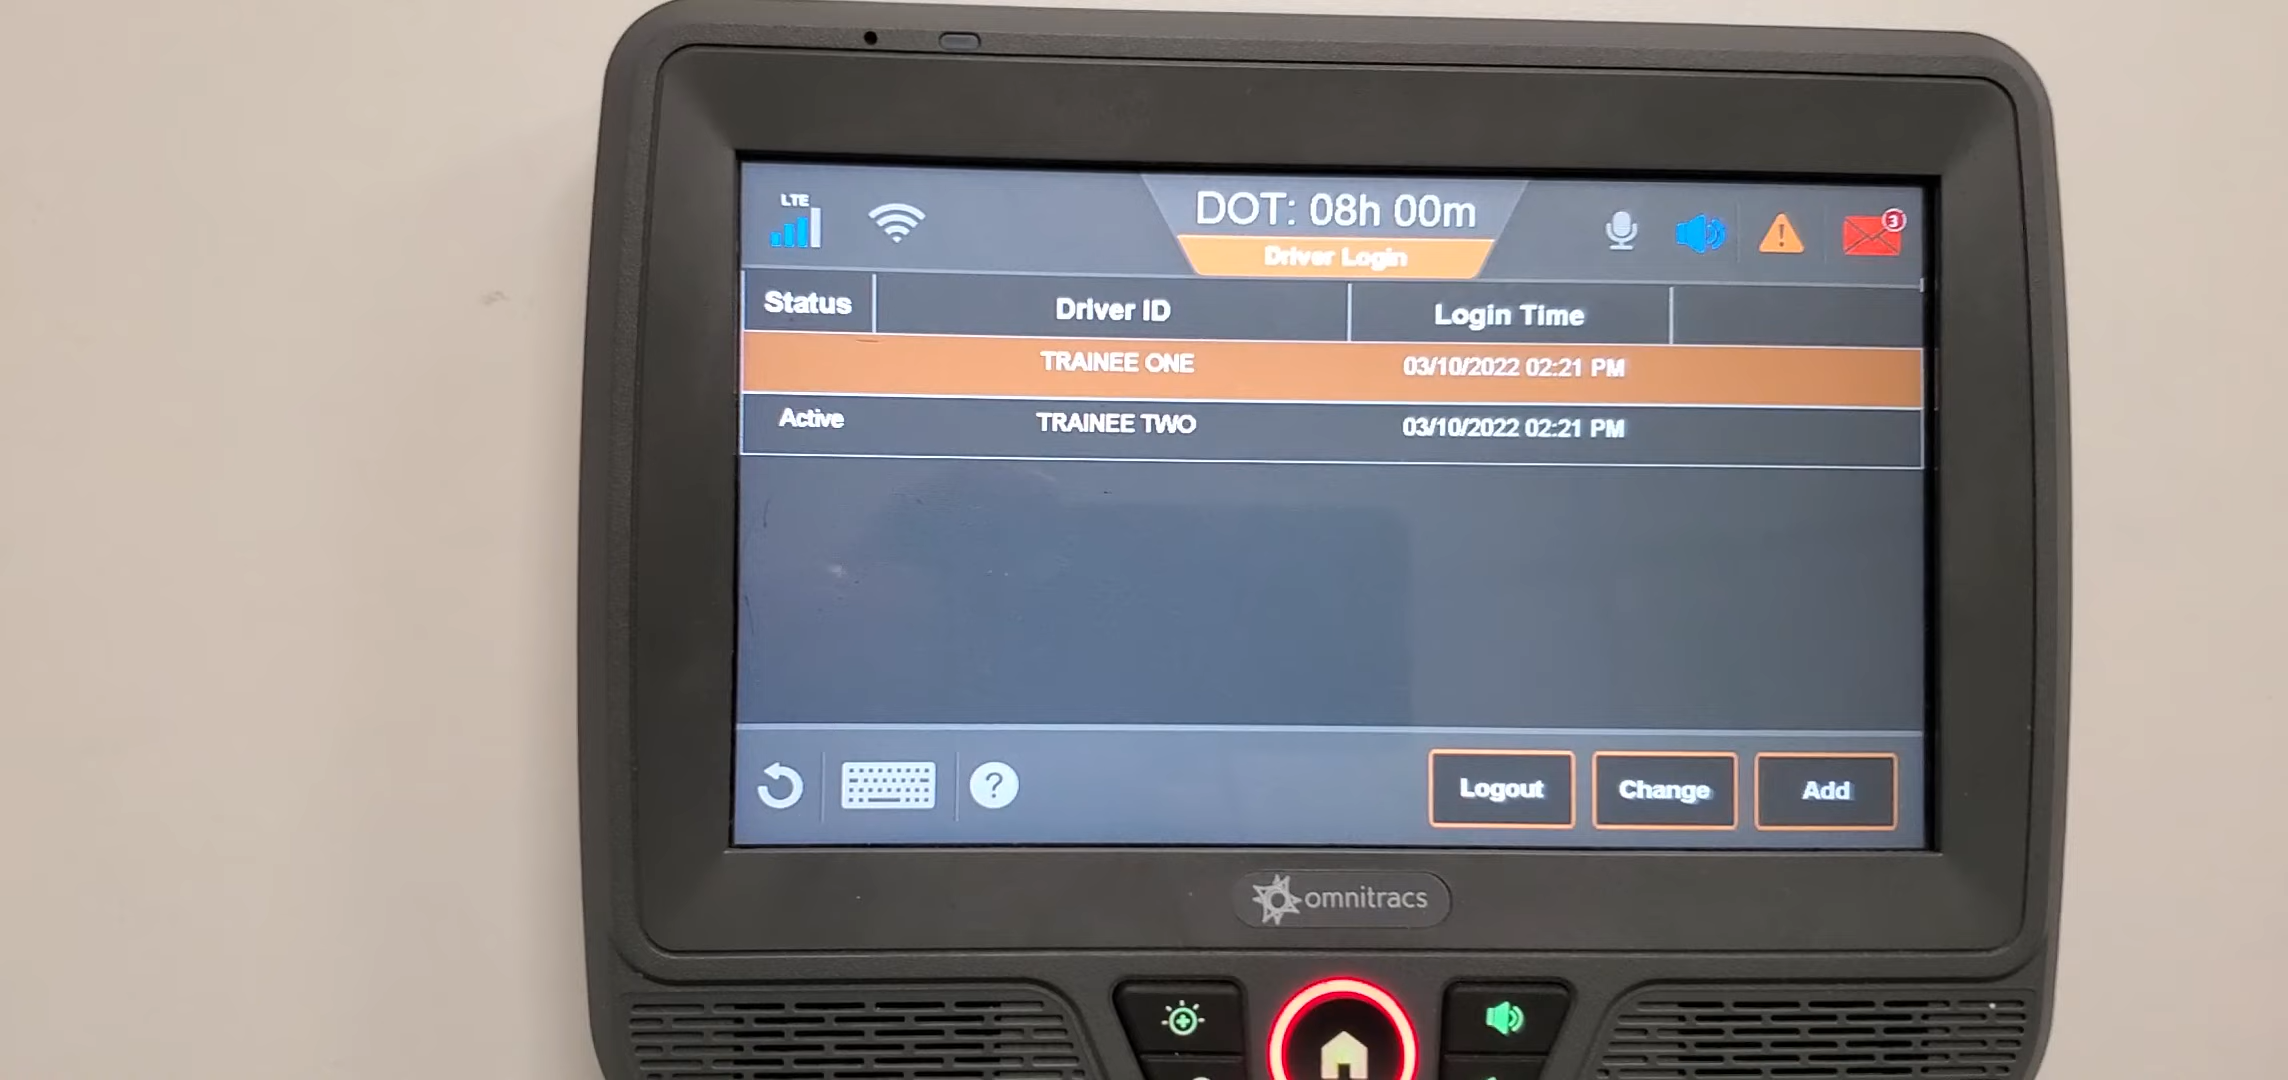 LTE
DOT: 08h 00m
3
Driver Login
Status Driver ID Login Time
TRAINEE ONE 03/10/2022 02:21 PM
Active TRAINEE TWO 03/10/2022 02:21 PM
?
Logout Change Add
omnitracs